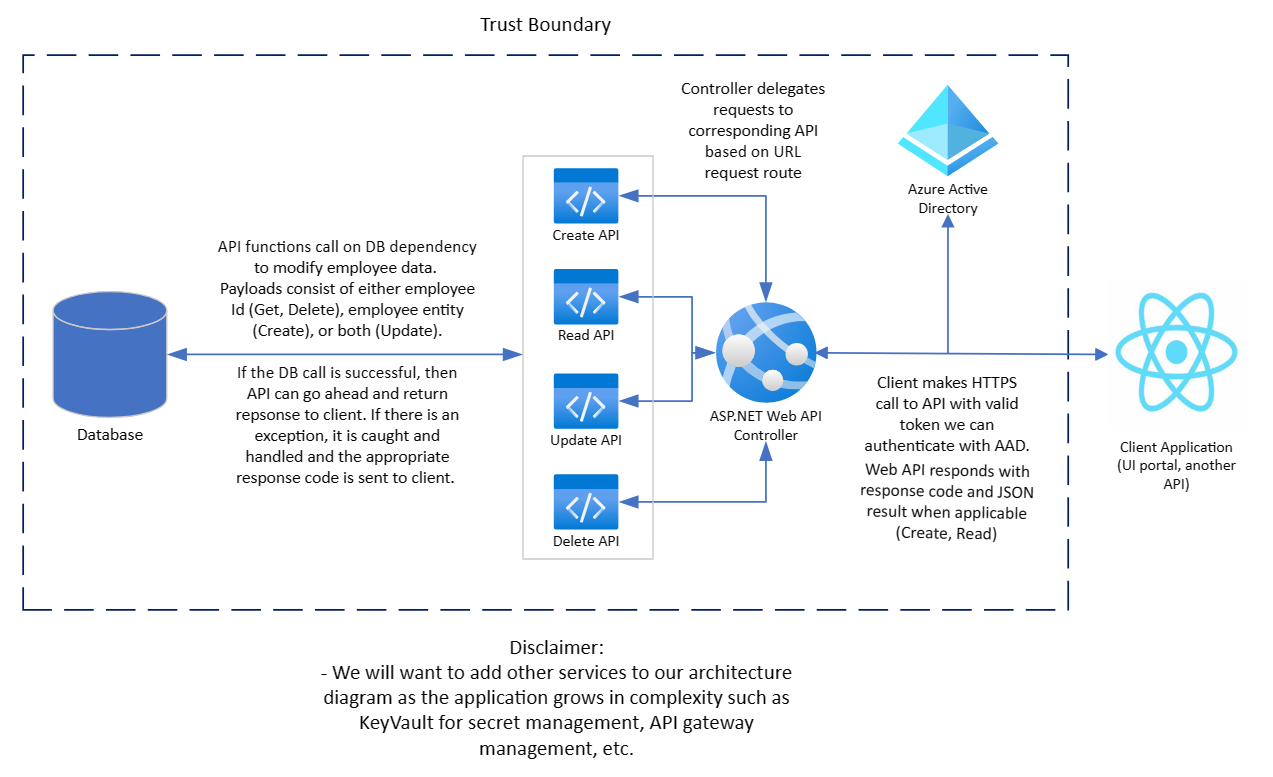 Trust Boundary
Controller delegates
requests to
corresponding API
based on URL
request route
Azure Active
Directory
</>
Create API
API functions call on DB dependency
to modify employee data.
Payloads consist of either employee
Id (Get, Delete), employee entity
(Create), or both (Update).
</>
Read API
If the DB call is successful, then
API can go ahead and return
repsonse to client. If there is an
exception, it is caught and
handled and the appropriate
response code is sent to client.
Database
</>
Update API
ASP.NET Web API
Controller
Client makes HTTPS
call to API with valid
token we can
authenticate with AAD.
Web API responds with
response code and JSON
result when applicable
(Create, Read)
Client Application
(UI portal, another
API)
</>
Delete API
Disclaimer:
- We will want to add other services to our architecture
diagram as the application grows in complexity such as
KeyVault for secret management, API gateway
management, etc.